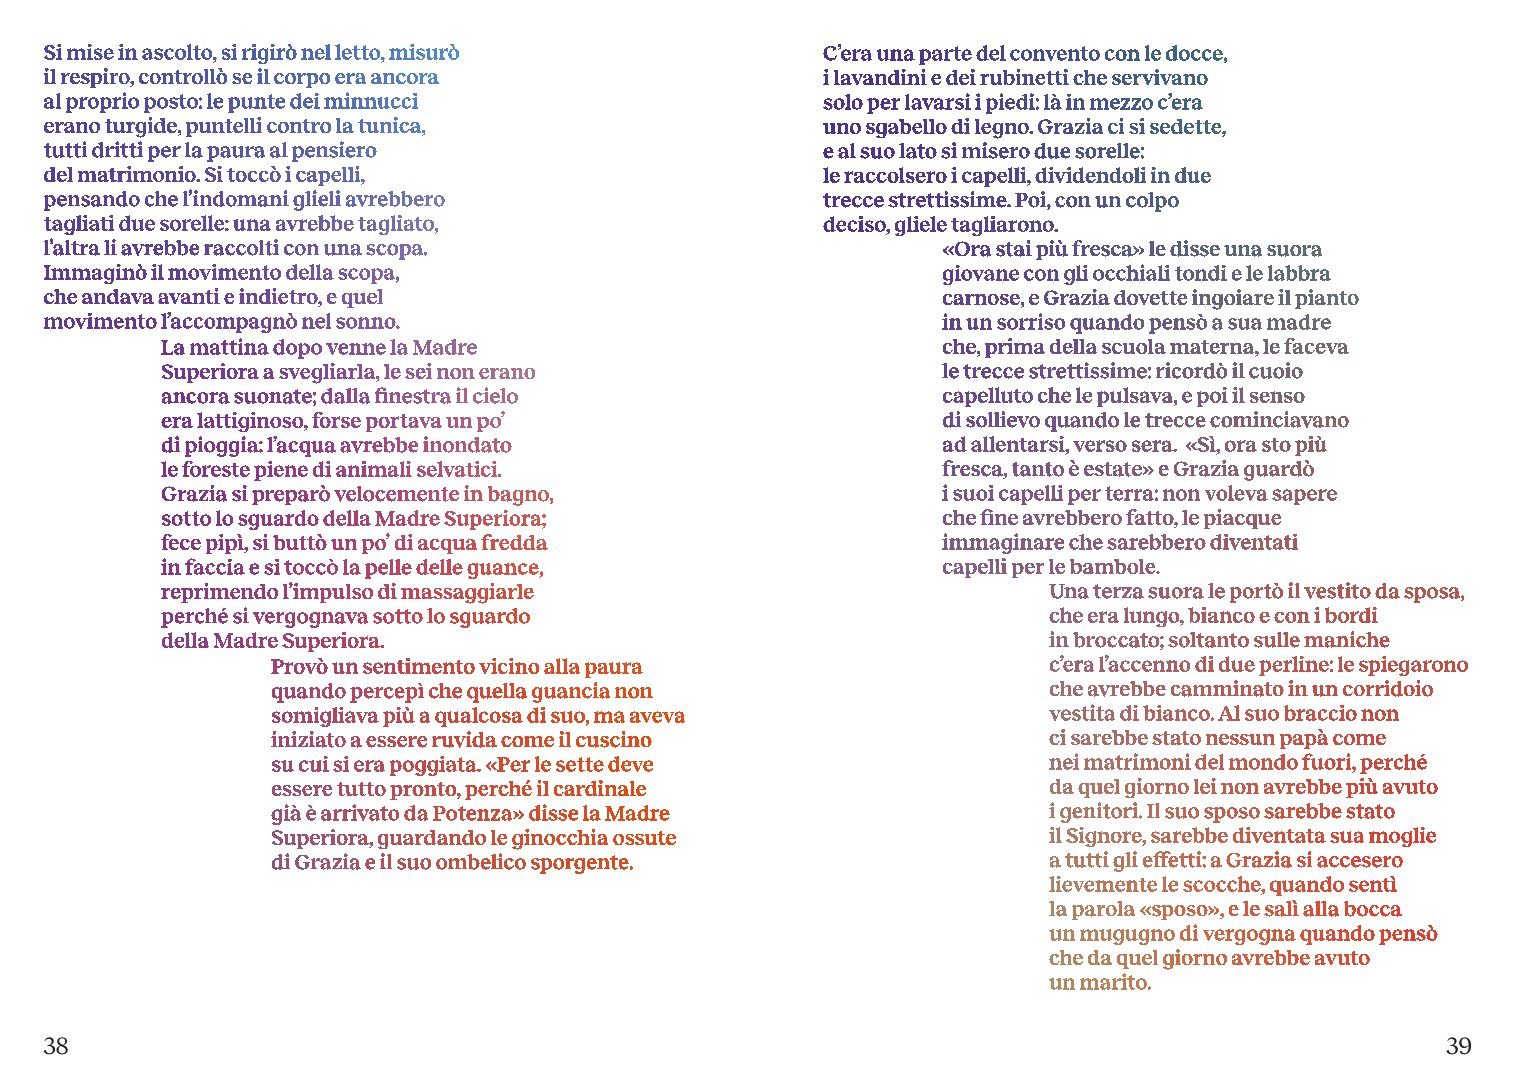 Si mise in ascolto, si rigirò nel letto, misurò
il respiro, controllò se il corpo era ancora
al proprio posto: le punte dei minnucci
erano turgide, puntelli contro la tunica,
tutti dritti per la paura al pensiero
del matrimonio. Si toccò i capelli,
pensando che l’indomani glieli avrebbero
tagliati due sorelle: una avrebbe tagliato,
l’altra li avrebbe raccolti con una scopa.
Immaginò il movimento della scopa,
che andava avanti e indietro, e quel
movimento l’accompagnò nel sonno.
La mattina dopo venne la Madre
Superiora a svegliarla, le sei non erano
ancora suonate; dalla finestra il cielo
era lattiginoso, forse portava un po’
di pioggia: l’acqua avrebbe inondato
le foreste piene di animali selvatici.
Grazia si preparò velocemente in bagno,
sotto lo sguardo della Madre Superiora;
fece pipì, si buttò un po’ di acqua fredda
in faccia e si toccò la pelle delle guance,
reprimendo l’impulso di massaggiarle
perché si vergognava sotto lo sguardo
della Madre Superiora.
Provò un sentimento vicino alla paura
quando percepì che quella guancia non
somigliava più a qualcosa di suo, ma aveva
iniziato a essere ruvida come il cuscino
su cui si era poggiata. «Per le sette deve
essere tutto pronto, perché il cardinale
già è arrivato da Potenza» disse la Madre
Superiora, guardando le ginocchia ossute
di Grazia e il suo ombelico sporgente.
38
C’era una parte del convento con le docce,
i lavandini e dei rubinetti che servivano
solo per lavarsi i piedi: là in mezzo c’era
uno sgabello di legno. Grazia ci si sedette,
e al suo lato si misero due sorelle:
le raccolsero i capelli, dividendoli in due
trecce strettissime. Poi, con un colpo
deciso, gliele tagliarono.
«Ora stai più fresca» le disse una suora
giovane con gli occhiali tondi e le labbra
carnose, e Grazia dovette ingoiare il pianto
in un sorriso quando pensò a sua madre
che, prima della scuola materna, le faceva
le trecce strettissime: ricordò il cuoio
capelluto che le pulsava, e poi il senso
di sollievo quando le trecce cominciavano
ad allentarsi, verso sera. «Sì, ora sto più
fresca, tanto è estate» e Grazia guardò
i suoi capelli per terra: non voleva sapere
che fine avrebbero fatto, le piacque
immaginare che sarebbero diventati
capelli per le bambole.
Una terza suora le portò il vestito da sposa,
che era lungo, bianco e con i bordi
in broccato; soltanto sulle maniche
c’era l’accenno di due perline: le spiegarono
che avrebbe camminato in un corridoio
vestita di bianco. Al suo braccio non
ci sarebbe stato nessun papà come
nei matrimoni del mondo fuori, perché
da quel giorno lei non avrebbe più avuto
i genitori. Il suo sposo sarebbe stato
il Signore, sarebbe diventata sua moglie
a tutti gli effetti: a Grazia si accesero
lievemente le scocche, quando sentì
la parola «sposo», e le salì alla bocca
un mugugno di vergogna quando pensò
che da quel giorno avrebbe avuto
un marito.
39